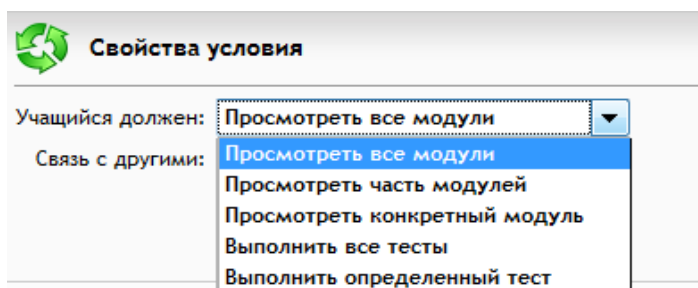 Свойства условия
Учащийся должен: Просмотреть все модули
Связь с другими: Просмотреть все модули
Просмотреть часть модулей
Просмотреть конкретный модуль
Выполнить все тесты
Выполнить определенный тест